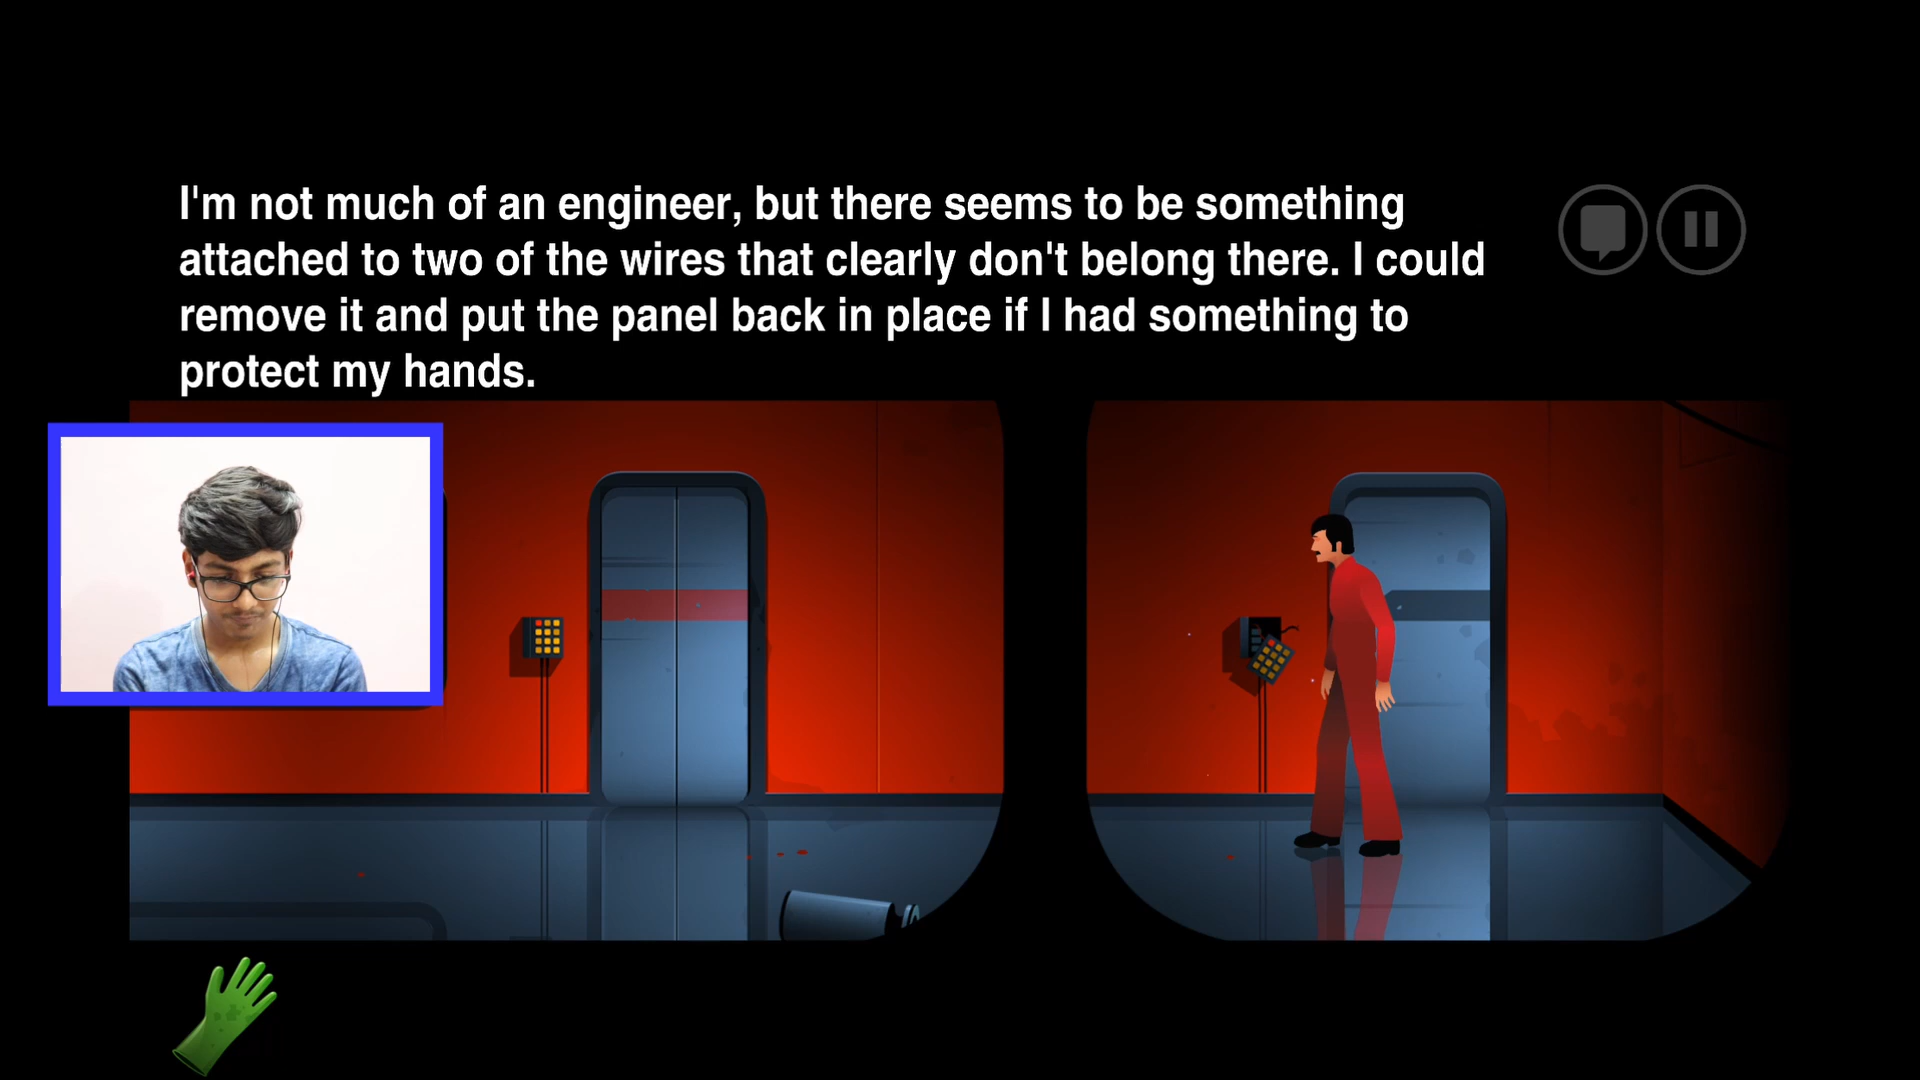 I'm not much of an engineer, but there seems to be something
attached to two of the wires that clearly don't belong there. I could
remove it and put the panel back in place if I had something to
protect my hands.